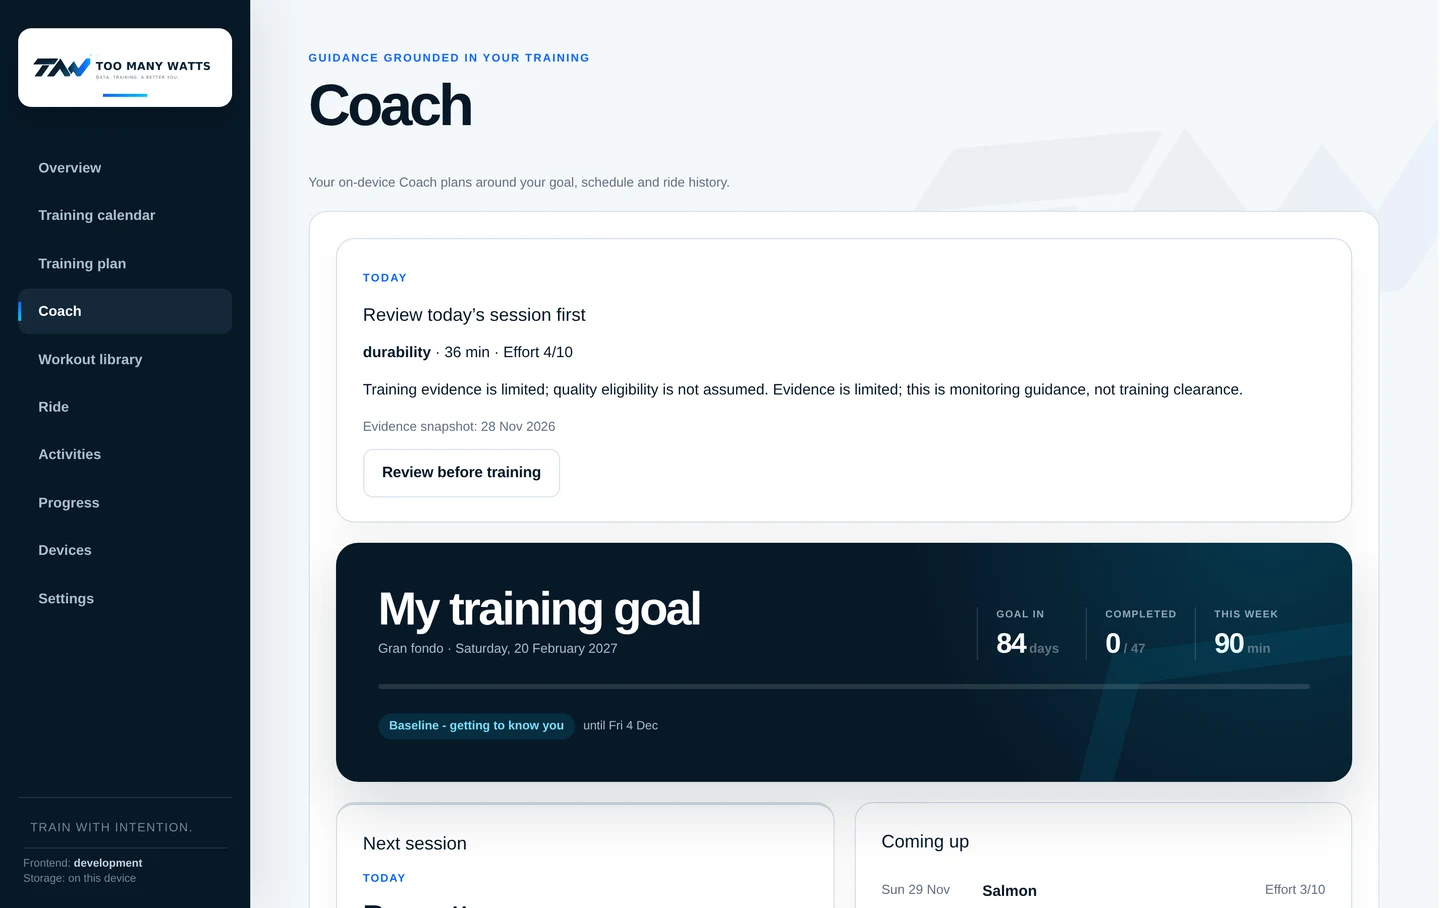 TAW TOO MANY WATTS
DATA. TRAINING. A BETTER YOU.
Overview
Training calendar
Training plan
Coach
Workout library
Ride
Activities
Progress
Devices
Settings
TRAIN WITH INTENTION.
Frontend: development
Storage: on this device
GUIDANCE GROUNDED IN YOUR TRAINING
Coach
Your on-device Coach plans around your goal, schedule and ride history.
TODAY
Review today’s session first
durability · 36 min · Effort 4/10
Training evidence is limited; quality eligibility is not assumed. Evidence is limited; this is monitoring guidance, not training clearance.
Evidence snapshot: 28 Nov 2026
Review before training
My training goal
Gran fondo · Saturday, 20 February 2027
GOAL IN
84 days
COMPLETED
0 / 47
THIS WEEK
90 min
Baseline - getting to know you until Fri 4 Dec
Next session
TODAY
Coming up
Sun 29 Nov Salmon Effort 3/10